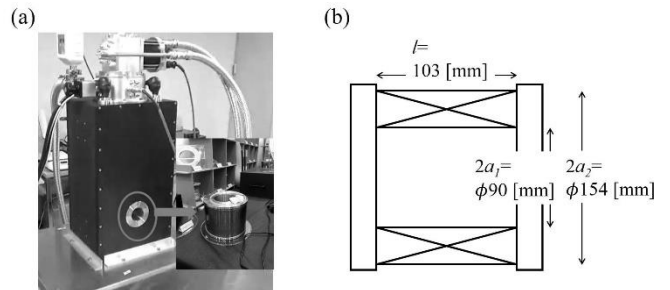 (a)
(b)
l=
103 [mm]
2a₁=
ϕ90 [mm]
2a₂=
ϕ154 [mm]